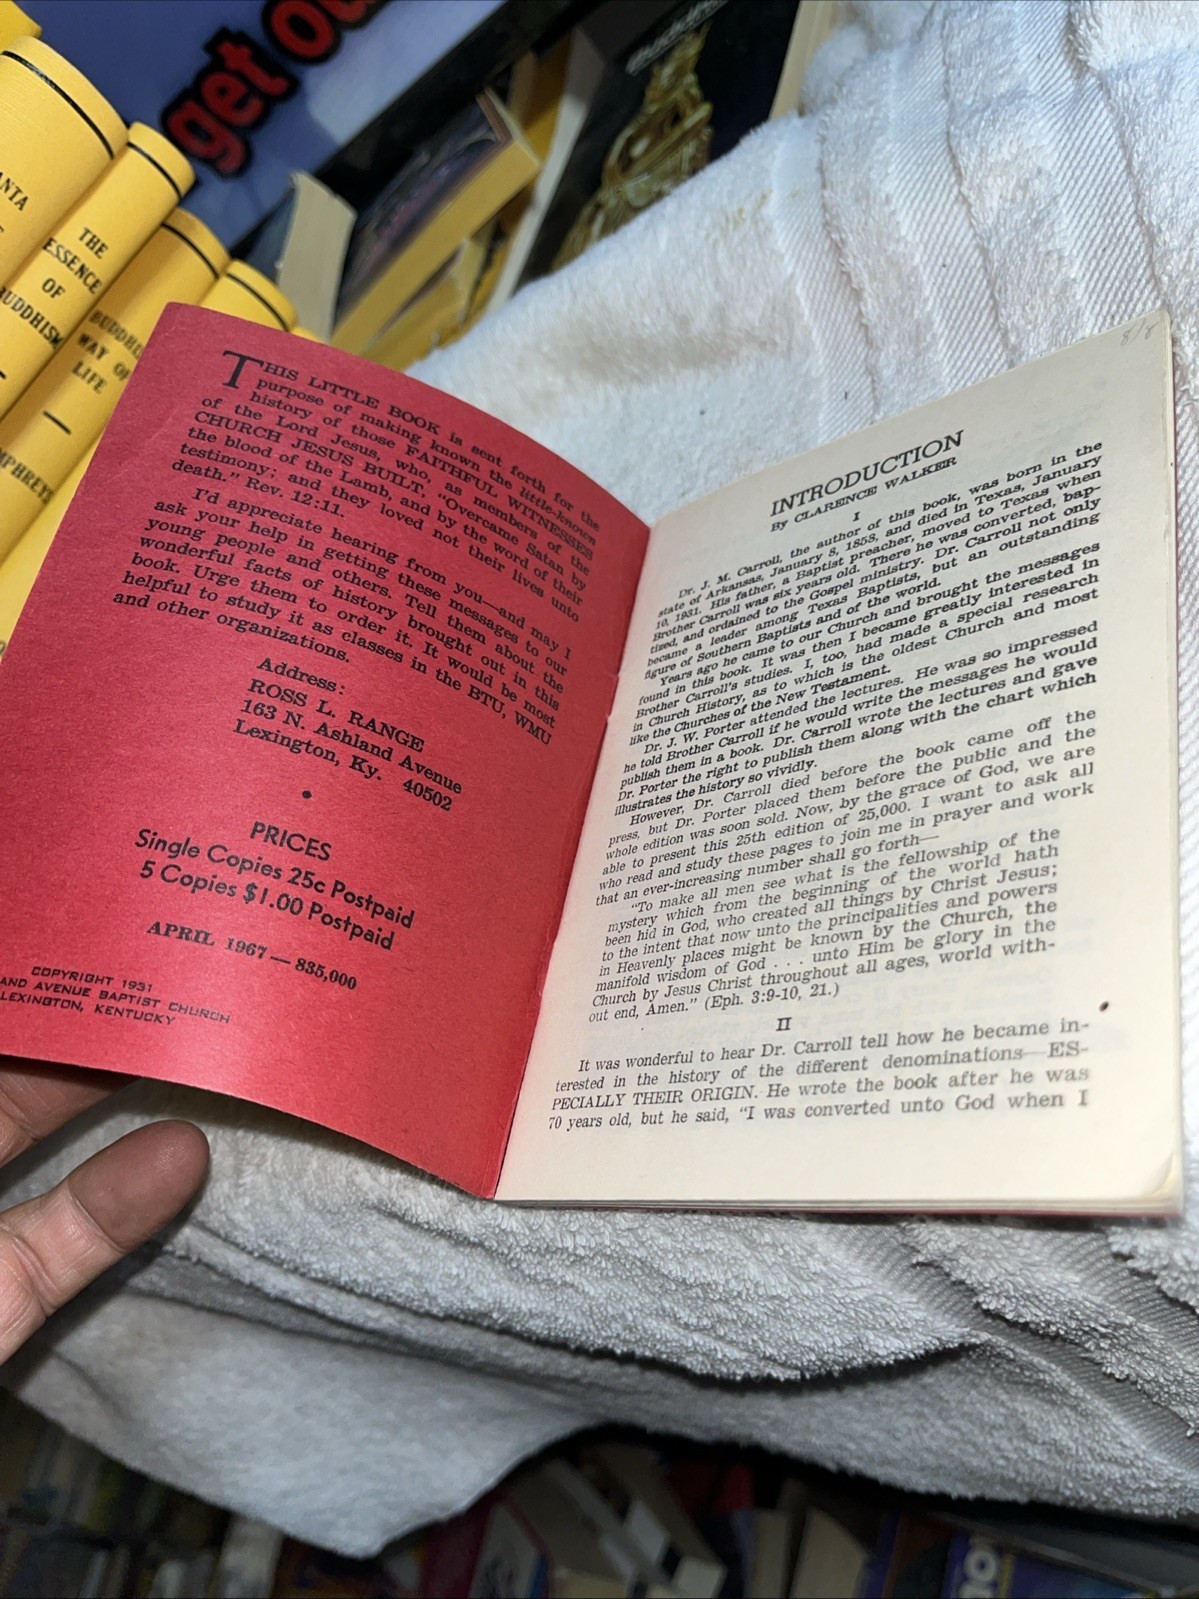 get
THE
ESSENCE
OF
WAY OF
LIFE
THIS LITTLE BOOK is sent forth for the
purpose of making known the little-known
history of those FAITHFUL WITNESSES
of the Lord Jesus, who, as members of the
CHURCH JESUS BUILT, "Overcame Satan by
the blood of the Lamb, and by the word of their
testimony; and they loved not their lives unto
death." Rev. 12:11.
I'd appreciate hearing from you—and may I
ask your help in getting these messages to our
young people and others. Tell them about the
wonderful facts of history brought out in this
book. Urge them to order it. It would be most
helpful to study it as classes in the BTU, WMU
and other organizations.
Address:
ROSS L. RANGE
163 N. Ashland Avenue
Lexington, Ky. 40502
PRICES
Single Copies 25c Postpaid
5 Copies $1.00 Postpaid
APRIL 1967—835,000
COPYRIGHT 1931
AND AVENUE BAPTIST CHURCH
LEXINGTON, KENTUCKY
8/8
INTRODUCTION
By CLARENCE WALKER
I
Dr. J. M. Carroll, the author of this book, was born in the
state of Arkansas, January 8, 1858, and died in Texas, January
10, 1931. His father, a Baptist preacher, moved to Texas when
Brother Carroll was six years old. There he was converted, bap-
tized, and ordained to the Gospel ministry. Dr. Carroll not only
became a leader among Texas Baptists, but an outstanding
figure of Southern Baptists and of the world.
Years ago he came to our Church and brought the messages
found in this book. It was then I became greatly interested in
Brother Carroll's studies. I, too, had made a special research
in Church History, as to which is the oldest Church and most
like the Churches of the New Testament.
Dr. J. W. Porter attended the lectures. He was so impressed
he told Brother Carroll if he would write the messages he would
publish them in a book. Dr. Carroll wrote the lectures and gave
Dr. Porter the right to publish them along with the chart which
illustrates the history so vividly.
However, Dr. Carroll died before the book came off the
press, but Dr. Porter placed them before the public and the
whole edition was soon sold. Now, by the grace of God, we are
able to present this 25th edition of 25,000. I want to ask all
who read and study these pages to join me in prayer and work
that an ever-increasing number shall go forth—
"To make all men see what is the fellowship of the
mystery which from the beginning of the world hath
been hid in God, who created all things by Christ Jesus;
to the intent that now unto the principalities and powers
in Heavenly places might be known by the Church, the
manifold wisdom of God . . . unto Him be glory in the
Church by Jesus Christ throughout all ages, world with-
out end, Amen." (Eph. 3:9-10, 21.)
II
It was wonderful to hear Dr. Carroll tell how he became in-
terested in the history of the different denominations—ES-
PECIALLY THEIR ORIGIN. He wrote the book after he was
70 years old, but he said, "I was converted unto God when I